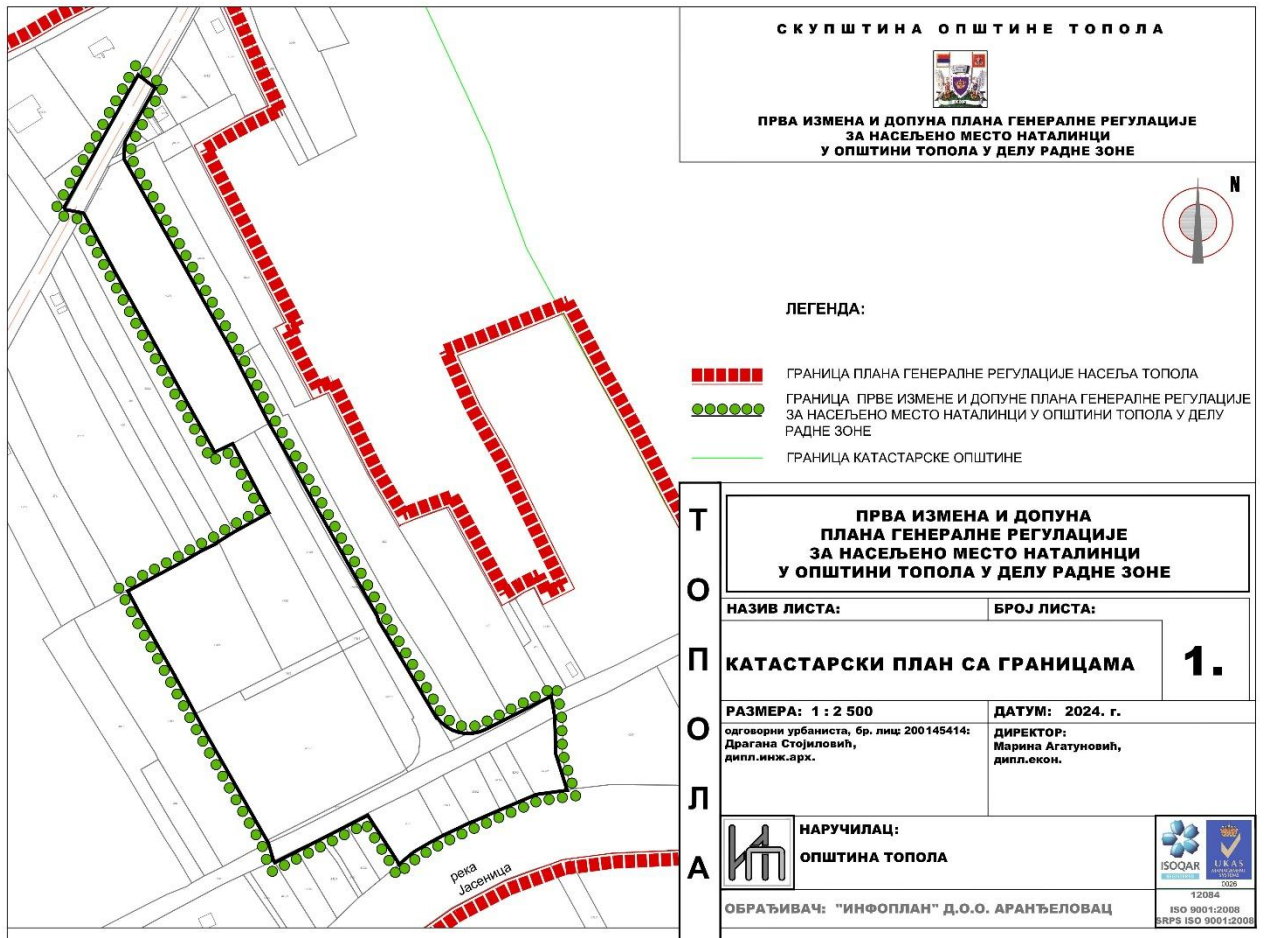 СКУПШТИНА ОПШТИНЕ ТОПОЛА
ПРВА ИЗМЕНА И ДОПУНА ПЛАНА ГЕНЕРАЛНЕ РЕГУЛАЦИЈЕ
ЗА НАСЕЉЕНО МЕСТО НАТАЛИНЦИ
У ОПШТИНИ ТОПОЛА У ДЕЛУ РАДНЕ ЗОНЕ
N
ЛЕГЕНДА:
ГРАНИЦА ПЛАНА ГЕНЕРАЛНЕ РЕГУЛАЦИЈЕ НАСЕЉА ТОПОЛА
ГРАНИЦА ПРВЕ ИЗМЕНЕ И ДОПУНЕ ПЛАНА ГЕНЕРАЛНЕ РЕГУЛАЦИЈЕ
ЗА НАСЕЉЕНО МЕСТО НАТАЛИНЦИ У ОПШТИНИ ТОПОЛА У ДЕЛУ
РАДНЕ ЗОНЕ
ГРАНИЦА КАТАСТАРСКЕ ОПШТИНЕ
ТОПОЛА
ПРВА ИЗМЕНА И ДОПУНА
ПЛАНА ГЕНЕРАЛНЕ РЕГУЛАЦИЈЕ
ЗА НАСЕЉЕНО МЕСТО НАТАЛИНЦИ
У ОПШТИНИ ТОПОЛА У ДЕЛУ РАДНЕ ЗОНЕ
НАЗИВ ЛИСТА:
БРОЈ ЛИСТА:
КАТАСТАРСКИ ПЛАН СА ГРАНИЦАМА
1.
РАЗМЕРА: 1 : 2 500
ДАТУМ: 2024. г.
одговорни урбаниста, бр. лиц: 200145414:
Драгана Стојиловић,
дипл.инж.арх.
ДИРЕКТОР:
Марина Агатуновић,
дипл.екон.
НАРУЧИЛАЦ:
ОПШТИНА ТОПОЛА
ОБРАЂИВАЧ: "ИНФОПЛАН" Д.О.О. АРАНЂЕЛОВАЦ
ISOQAR
UKAS
MANAGEMENT
SYSTEMS
0026
12084
ISO 9001:2008
SRPS ISO 9001:2008
река
Јасеница